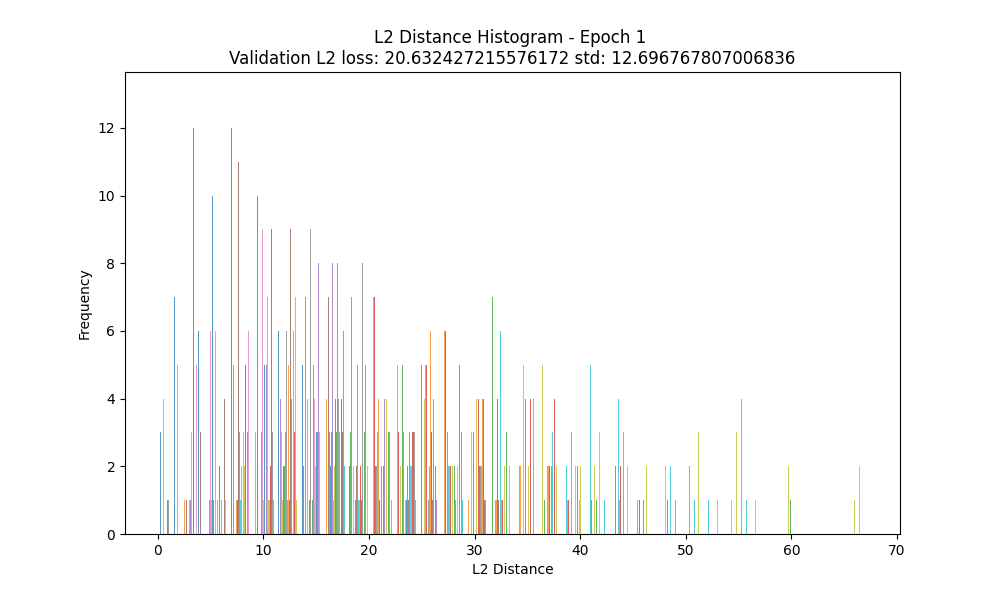 L2 Distance Histogram - Epoch 1
Validation L2 loss: 20.632427215576172 std: 12.696767807006836
12
10
8
6
4
2
0
Frequency
0 10 20 30 40 50 60 70
L2 Distance